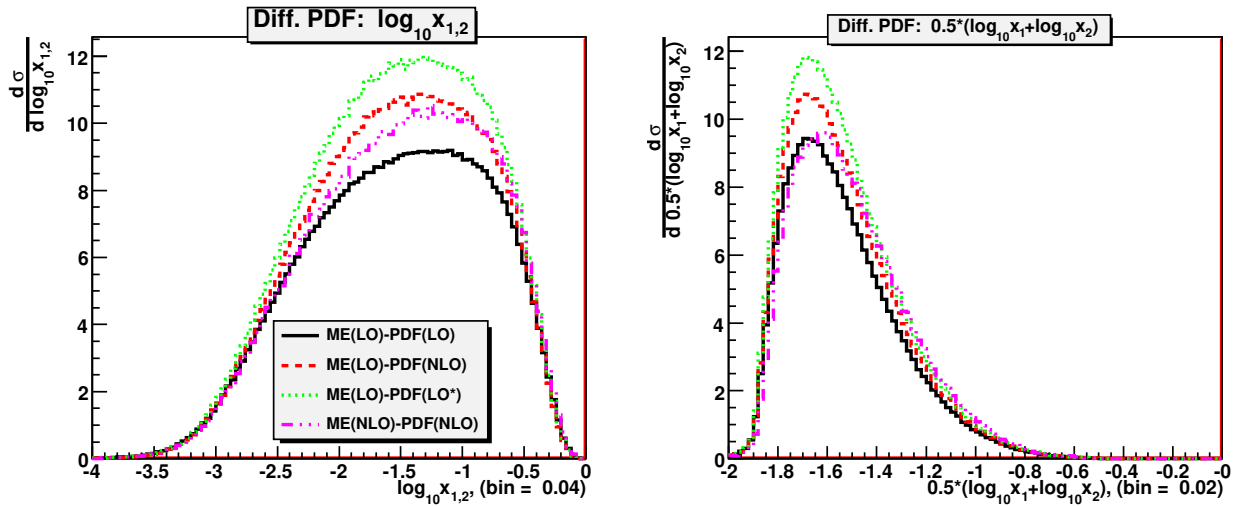 Diff. PDF: log10x1,2
dσ
d log10x1,2
12
10
8
6
4
2
0
ME(LO)-PDF(LO)
ME(LO)-PDF(NLO)
ME(LO)-PDF(LO*)
ME(NLO)-PDF(NLO)
-4 -3.5 -3 -2.5 -2 -1.5 -1 -0.5 0
log10x1,2, (bin = 0.04)
Diff. PDF: 0.5*(log10x1+log10x2)
dσ
d 0.5*(log10x1+log10x2)
12
10
8
6
4
2
0
-2 -1.8 -1.6 -1.4 -1.2 -1 -0.8 -0.6 -0.4 -0.2 -0
0.5*(log10x1+log10x2), (bin = 0.02)